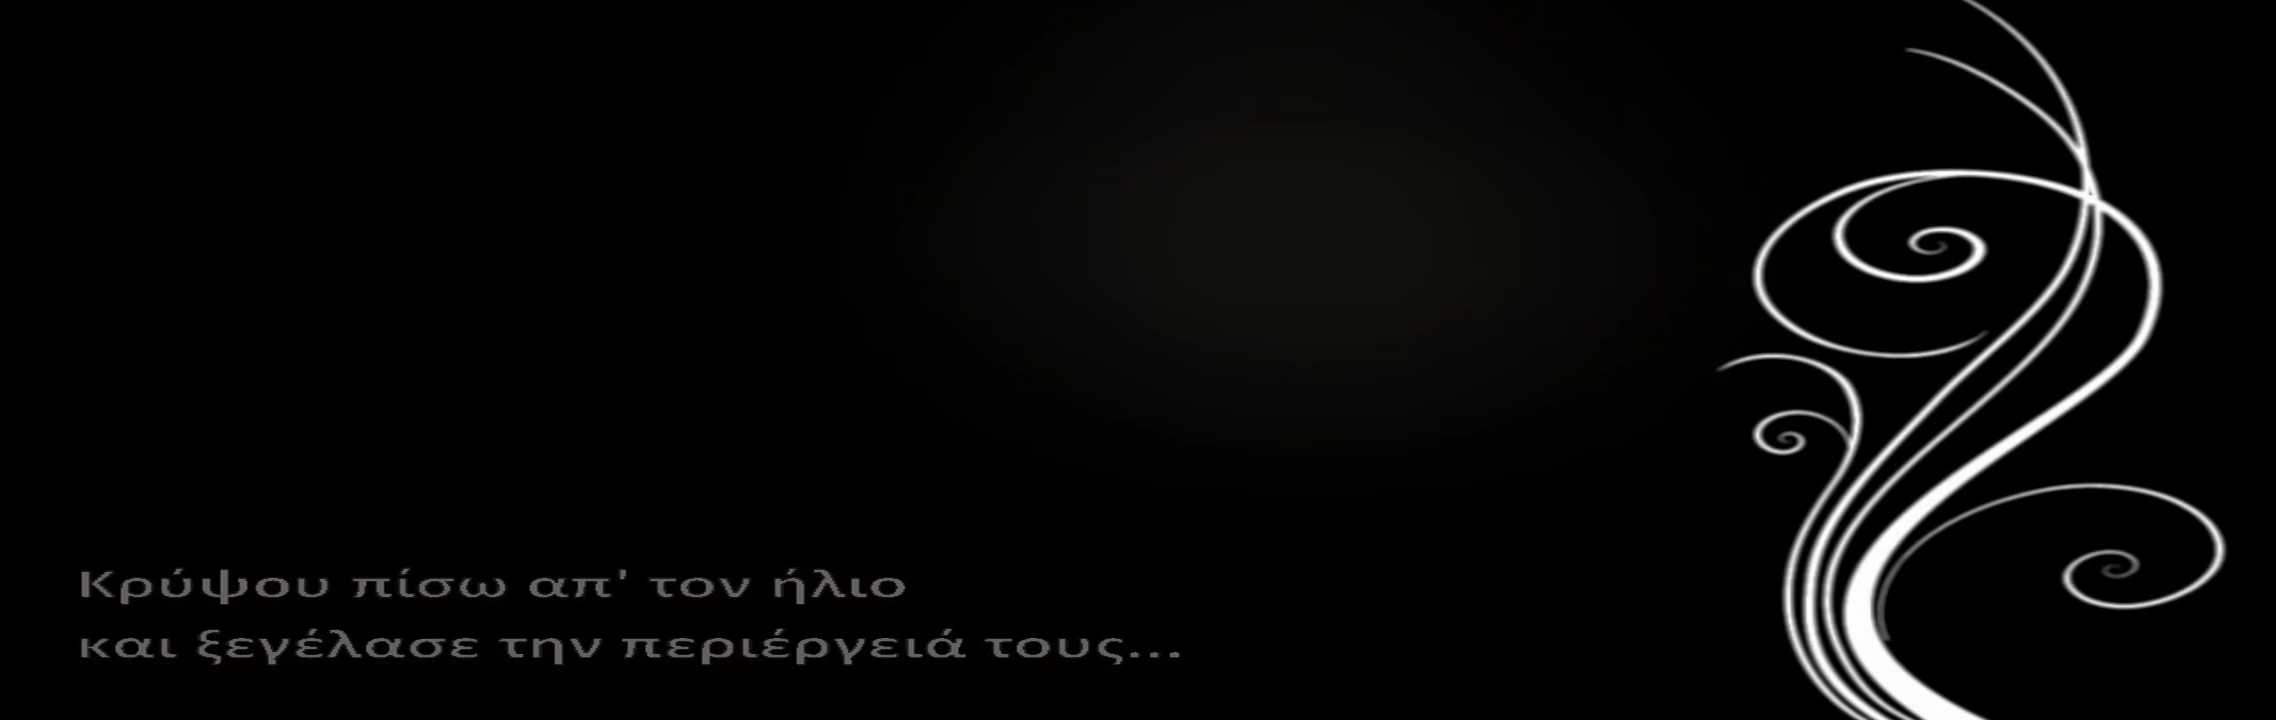 Κρύψου πίσω απ' τον ήλιο
και ξεγέλασε την περιέργειά τους...